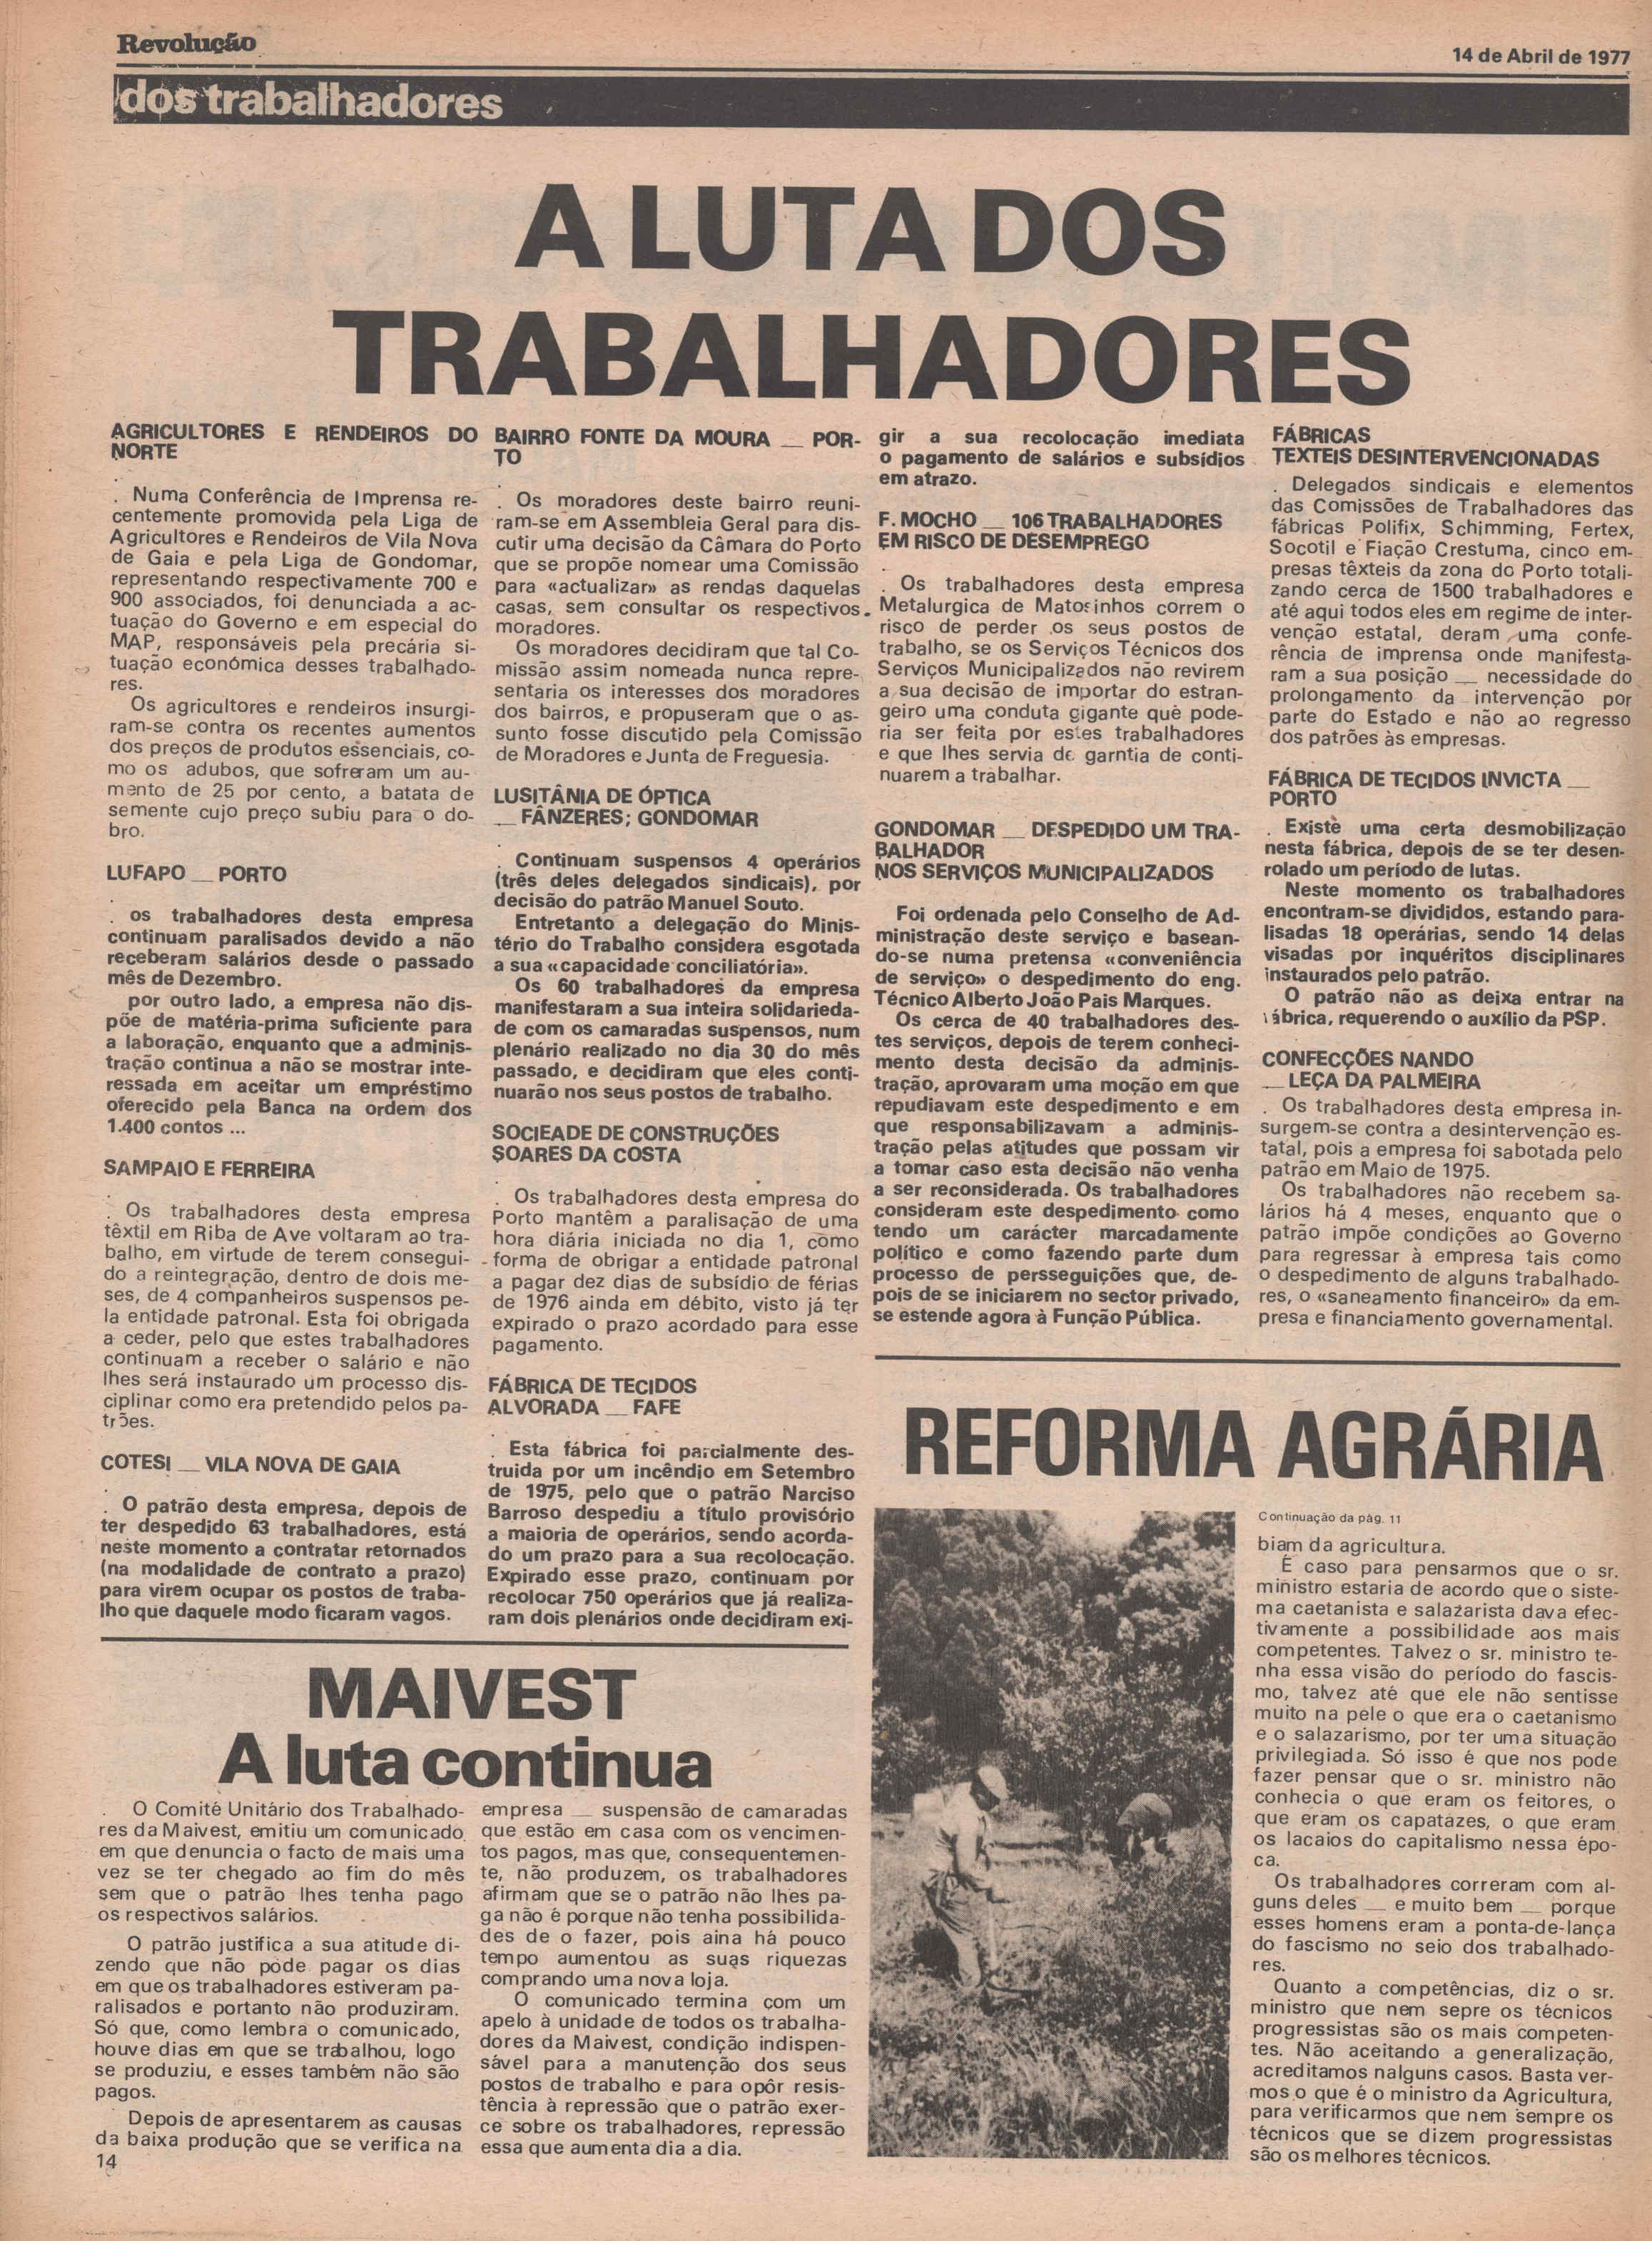 Revolução
14 de Abril de 1977
dos trabalhadores
A LUTA DOS
TRABALHADORES
AGRICULTORES E RENDEIROS DO
NORTE
. Numa Conferência de Imprensa re-
centemente promovida pela Liga de
Agricultores e Rendeiros de Vila Nova
de Gaia e pela Liga de Gondomar,
representando respectivamente 700 e
900 associados, foi denunciada a ac-
tuação do Governo e em especial do
MAP, responsáveis pela precária si-
tuação económica desses trabalhado-
res.
Os agricultores e rendeiros insurgi-
ram-se contra os recentes aumentos
dos preços de produtos essenciais, co-
mo os adubos, que sofreram um au-
mento de 25 por cento, a batata de
semente cujo preço subiu para o do-
bro.
LUFAPO __ PORTO
. os trabalhadores desta empresa
continuam paralisados devido a não
receberam salários desde o passado
mês de Dezembro.
por outro lado, a empresa não dis-
põe de matéria-prima suficiente para
a laboração, enquanto que a adminis-
tração continua a não se mostrar inte-
ressada em aceitar um empréstimo
oferecido pela Banca na ordem dos
1.400 contos ...
SAMPAIO E FERREIRA
. Os trabalhadores desta empresa
têxtil em Riba de Ave voltaram ao tra-
balho, em virtude de terem consegui-
do a reintegração, dentro de dois me-
ses, de 4 companheiros suspensos pe-
la entidade patronal. Esta foi obrigada
a ceder, pelo que estes trabalhadores
continuam a receber o salário e não
lhes será instaurado um processo dis-
ciplinar como era pretendido pelos pa-
trões.
COTESI __ VILA NOVA DE GAIA
. O patrão desta empresa, depois de
ter despedido 63 trabalhadores, está
neste momento a contratar retornados
(na modalidade de contrato a prazo)
para virem ocupar os postos de traba-
lho que daquele modo ficaram vagos.
BAIRRO FONTE DA MOURA __ POR-
TO
. Os moradores deste bairro reuni-
ram-se em Assembleia Geral para dis-
cutir uma decisão da Câmara do Porto
que se propõe nomear uma Comissão
para «actualizar» as rendas daquelas
casas, sem consultar os respectivos
moradores.
Os moradores decidiram que tal Co-
missão assim nomeada nunca repre-
sentaria os interesses dos moradores
dos bairros, e propuseram que o as-
sunto fosse discutido pela Comissão
de Moradores e Junta de Freguesia.
LUSITÂNIA DE ÓPTICA
__ FÂNZERES; GONDOMAR
. Continuam suspensos 4 operários
(três deles delegados sindicais), por
decisão do patrão Manuel Souto.
Entretanto a delegação do Minis-
tério do Trabalho considera esgotada
a sua «capacidade conciliatória».
Os 60 trabalhadores da empresa
manifestaram a sua inteira solidarieda-
de com os camaradas suspensos, num
plenário realizado no dia 30 do mês
passado, e decidiram que eles conti-
nuarão nos seus postos de trabalho.
SOCIEADE DE CONSTRUÇÕES
SOARES DA COSTA
. Os trabalhadores desta empresa do
Porto mantêm a paralisação de uma
hora diária iniciada no dia 1, como
forma de obrigar a entidade patronal
a pagar dez dias de subsídio de férias
de 1976 ainda em débito, visto já ter
expirado o prazo acordado para esse
pagamento.
FÁBRICA DE TECIDOS
ALVORADA __ FAFE
. Esta fábrica foi parcialmente des-
truida por um incêndio em Setembro
de 1975, pelo que o patrão Narciso
Barroso despediu a título provisório
a maioria de operários, sendo acorda-
do um prazo para a sua recolocação.
Expirado esse prazo, continuam por
recolocar 750 operários que já realiza-
ram dois plenários onde decidiram exi-
gir a sua recolocação imediata
o pagamento de salários e subsídios
em atrazo.
F. MOCHO __ 106 TRABALHADORES
EM RISCO DE DESEMPREGO
. Os trabalhadores desta empresa
Metalurgica de Matosinhos correm o
risco de perder os seus postos de
trabalho, se os Serviços Técnicos dos
Serviços Municipalizados não revirem
a sua decisão de importar do estran-
geiro uma conduta gigante que pode-
ria ser feita por estes trabalhadores
e que lhes servia de garntia de conti-
nuarem a trabalhar.
GONDOMAR __ DESPEDIDO UM TRA-
BALHADOR
NOS SERVIÇOS MUNICIPALIZADOS
Foi ordenada pelo Conselho de Ad-
ministração deste serviço e basean-
do-se numa pretensa «conveniência
de serviço» o despedimento do eng.
Técnico Alberto João Pais Marques.
Os cerca de 40 trabalhadores des-
tes serviços, depois de terem conheci-
mento desta decisão da adminis-
tração, aprovaram uma moção em que
repudiavam este despedimento e em
que responsabilizavam a adminis-
tração pelas atitudes que possam vir
a tomar caso esta decisão não venha
a ser reconsiderada. Os trabalhadores
consideram este despedimento como
tendo um carácter marcadamente
político e como fazendo parte dum
processo de persseguições que, de-
pois de se iniciarem no sector privado,
se estende agora à Função Pública.
FÁBRICAS
TEXTEIS DESINTERVENCIONADAS
. Delegados sindicais e elementos
das Comissões de Trabalhadores das
fábricas Polifix, Schimming, Fertex,
Socotil e Fiação Crestuma, cinco em-
presas têxteis da zona do Porto totali-
zando cerca de 1500 trabalhadores e
até aqui todos eles em regime de inter-
venção estatal, deram uma confe-
rência de imprensa onde manifesta-
ram a sua posição __ necessidade do
prolongamento da intervenção por
parte do Estado e não ao regresso
dos patrões às empresas.
FÁBRICA DE TECIDOS INVICTA __
PORTO
. Existe uma certa desmobilização
nesta fábrica, depois de se ter desen-
rolado um período de lutas.
Neste momento os trabalhadores
encontram-se divididos, estando para-
lisadas 18 operárias, sendo 14 delas
visadas por inquéritos disciplinares
instaurados pelo patrão.
O patrão não as deixa entrar na
fábrica, requerendo o auxílio da PSP.
CONFECÇÕES NANDO
__ LEÇA DA PALMEIRA
. Os trabalhadores desta empresa in-
surgem-se contra a desintervenção es-
tatal, pois a empresa foi sabotada pelo
patrão em Maio de 1975.
Os trabalhadores não recebem sa-
lários há 4 meses, enquanto que o
patrão impõe condições ao Governo
para regressar à empresa tais como
o despedimento de alguns trabalhado-
res, o «saneamento financeiro» da em-
presa e financiamento governamental.
MAIVEST
A luta continua
. O Comité Unitário dos Trabalhado-
res da Maivest, emitiu um comunicado
em que denuncia o facto de mais uma
vez se ter chegado ao fim do mês
sem que o patrão lhes tenha pago
os respectivos salários.
O patrão justifica a sua atitude di-
zendo que não pode pagar os dias
em que os trabalhadores estiveram pa-
ralisados e portanto não produziram.
Só que, como lembra o comunicado,
houve dias em que se trabalhou, logo
se produziu, e esses também não são
pagos.
Depois de apresentarem as causas
da baixa produção que se verifica na
empresa __ suspensão de camaradas
que estão em casa com os vencimen-
tos pagos, mas que, consequentemen-
te, não produzem, os trabalhadores
afirmam que se o patrão não lhes pa-
ga não é porque não tenha possibilida-
des de o fazer, pois aina há pouco
tempo aumentou as suas riquezas
comprando uma nova loja.
O comunicado termina com um
apelo à unidade de todos os trabalha-
dores da Maivest, condição indispen-
sável para a manutenção dos seus
postos de trabalho e para opôr resis-
tência à repressão que o patrão exer-
ce sobre os trabalhadores, repressão
essa que aumenta dia a dia.
REFORMA AGRÁRIA
Continuação da pág. 11
biam da agricultura.
É caso para pensarmos que o sr.
ministro estaria de acordo que o siste-
ma caetanista e salazarista dava efec-
tivamente a possibilidade aos mais
competentes. Talvez o sr. ministro te-
nha essa visão do período do fascis-
mo, talvez até que ele não sentisse
muito na pele o que era o caetanismo
e o salazarismo, por ter uma situação
privilegiada. Só isso é que nos pode
fazer pensar que o sr. ministro não
conhecia o que eram os feitores, o
que eram os capatazes, o que eram
os lacaios do capitalismo nessa épo-
ca.
Os trabalhadores correram com al-
guns deles __ e muito bem __ porque
esses homens eram a ponta-de-lança
do fascismo no seio dos trabalhado-
res.
Quanto a competências, diz o sr.
ministro que nem sepre os técnicos
progressistas são os mais competen-
tes. Não aceitando a generalização,
acreditamos nalguns casos. Basta ver-
mos o que é o ministro da Agricultura,
para verificarmos que nem sempre os
técnicos que se dizem progressistas
são os melhores técnicos.
14